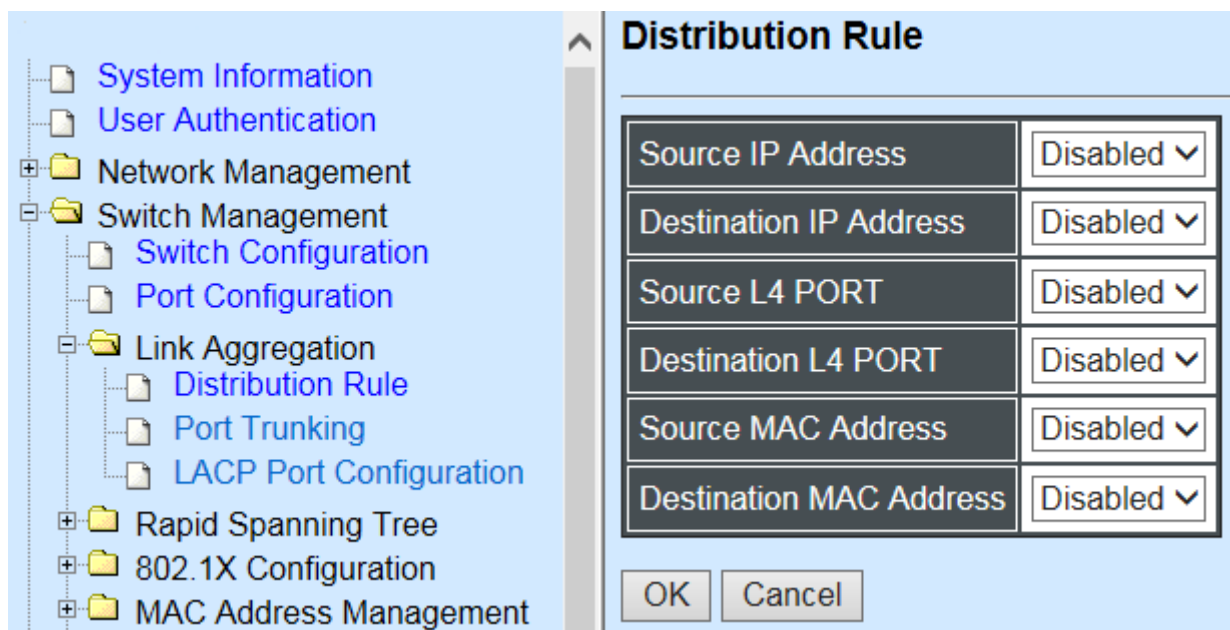 System Information
User Authentication
Network Management
Switch Management
Switch Configuration
Port Configuration
Link Aggregation
Distribution Rule
Port Trunking
LACP Port Configuration
Rapid Spanning Tree
802.1X Configuration
MAC Address Management
Distribution Rule
Source IP Address Disabled
Destination IP Address Disabled
Source L4 PORT Disabled
Destination L4 PORT Disabled
Source MAC Address Disabled
Destination MAC Address Disabled
OK Cancel